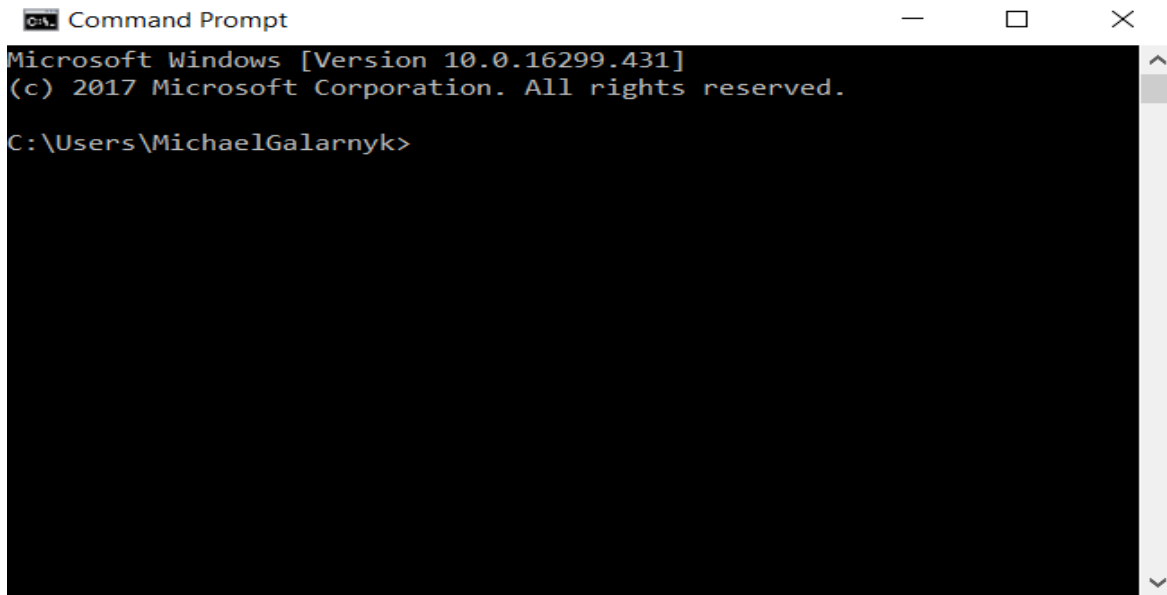 Command Prompt
Microsoft Windows [Version 10.0.16299.431]
(c) 2017 Microsoft Corporation. All rights reserved.
C:\Users\MichaelGalarnyk>